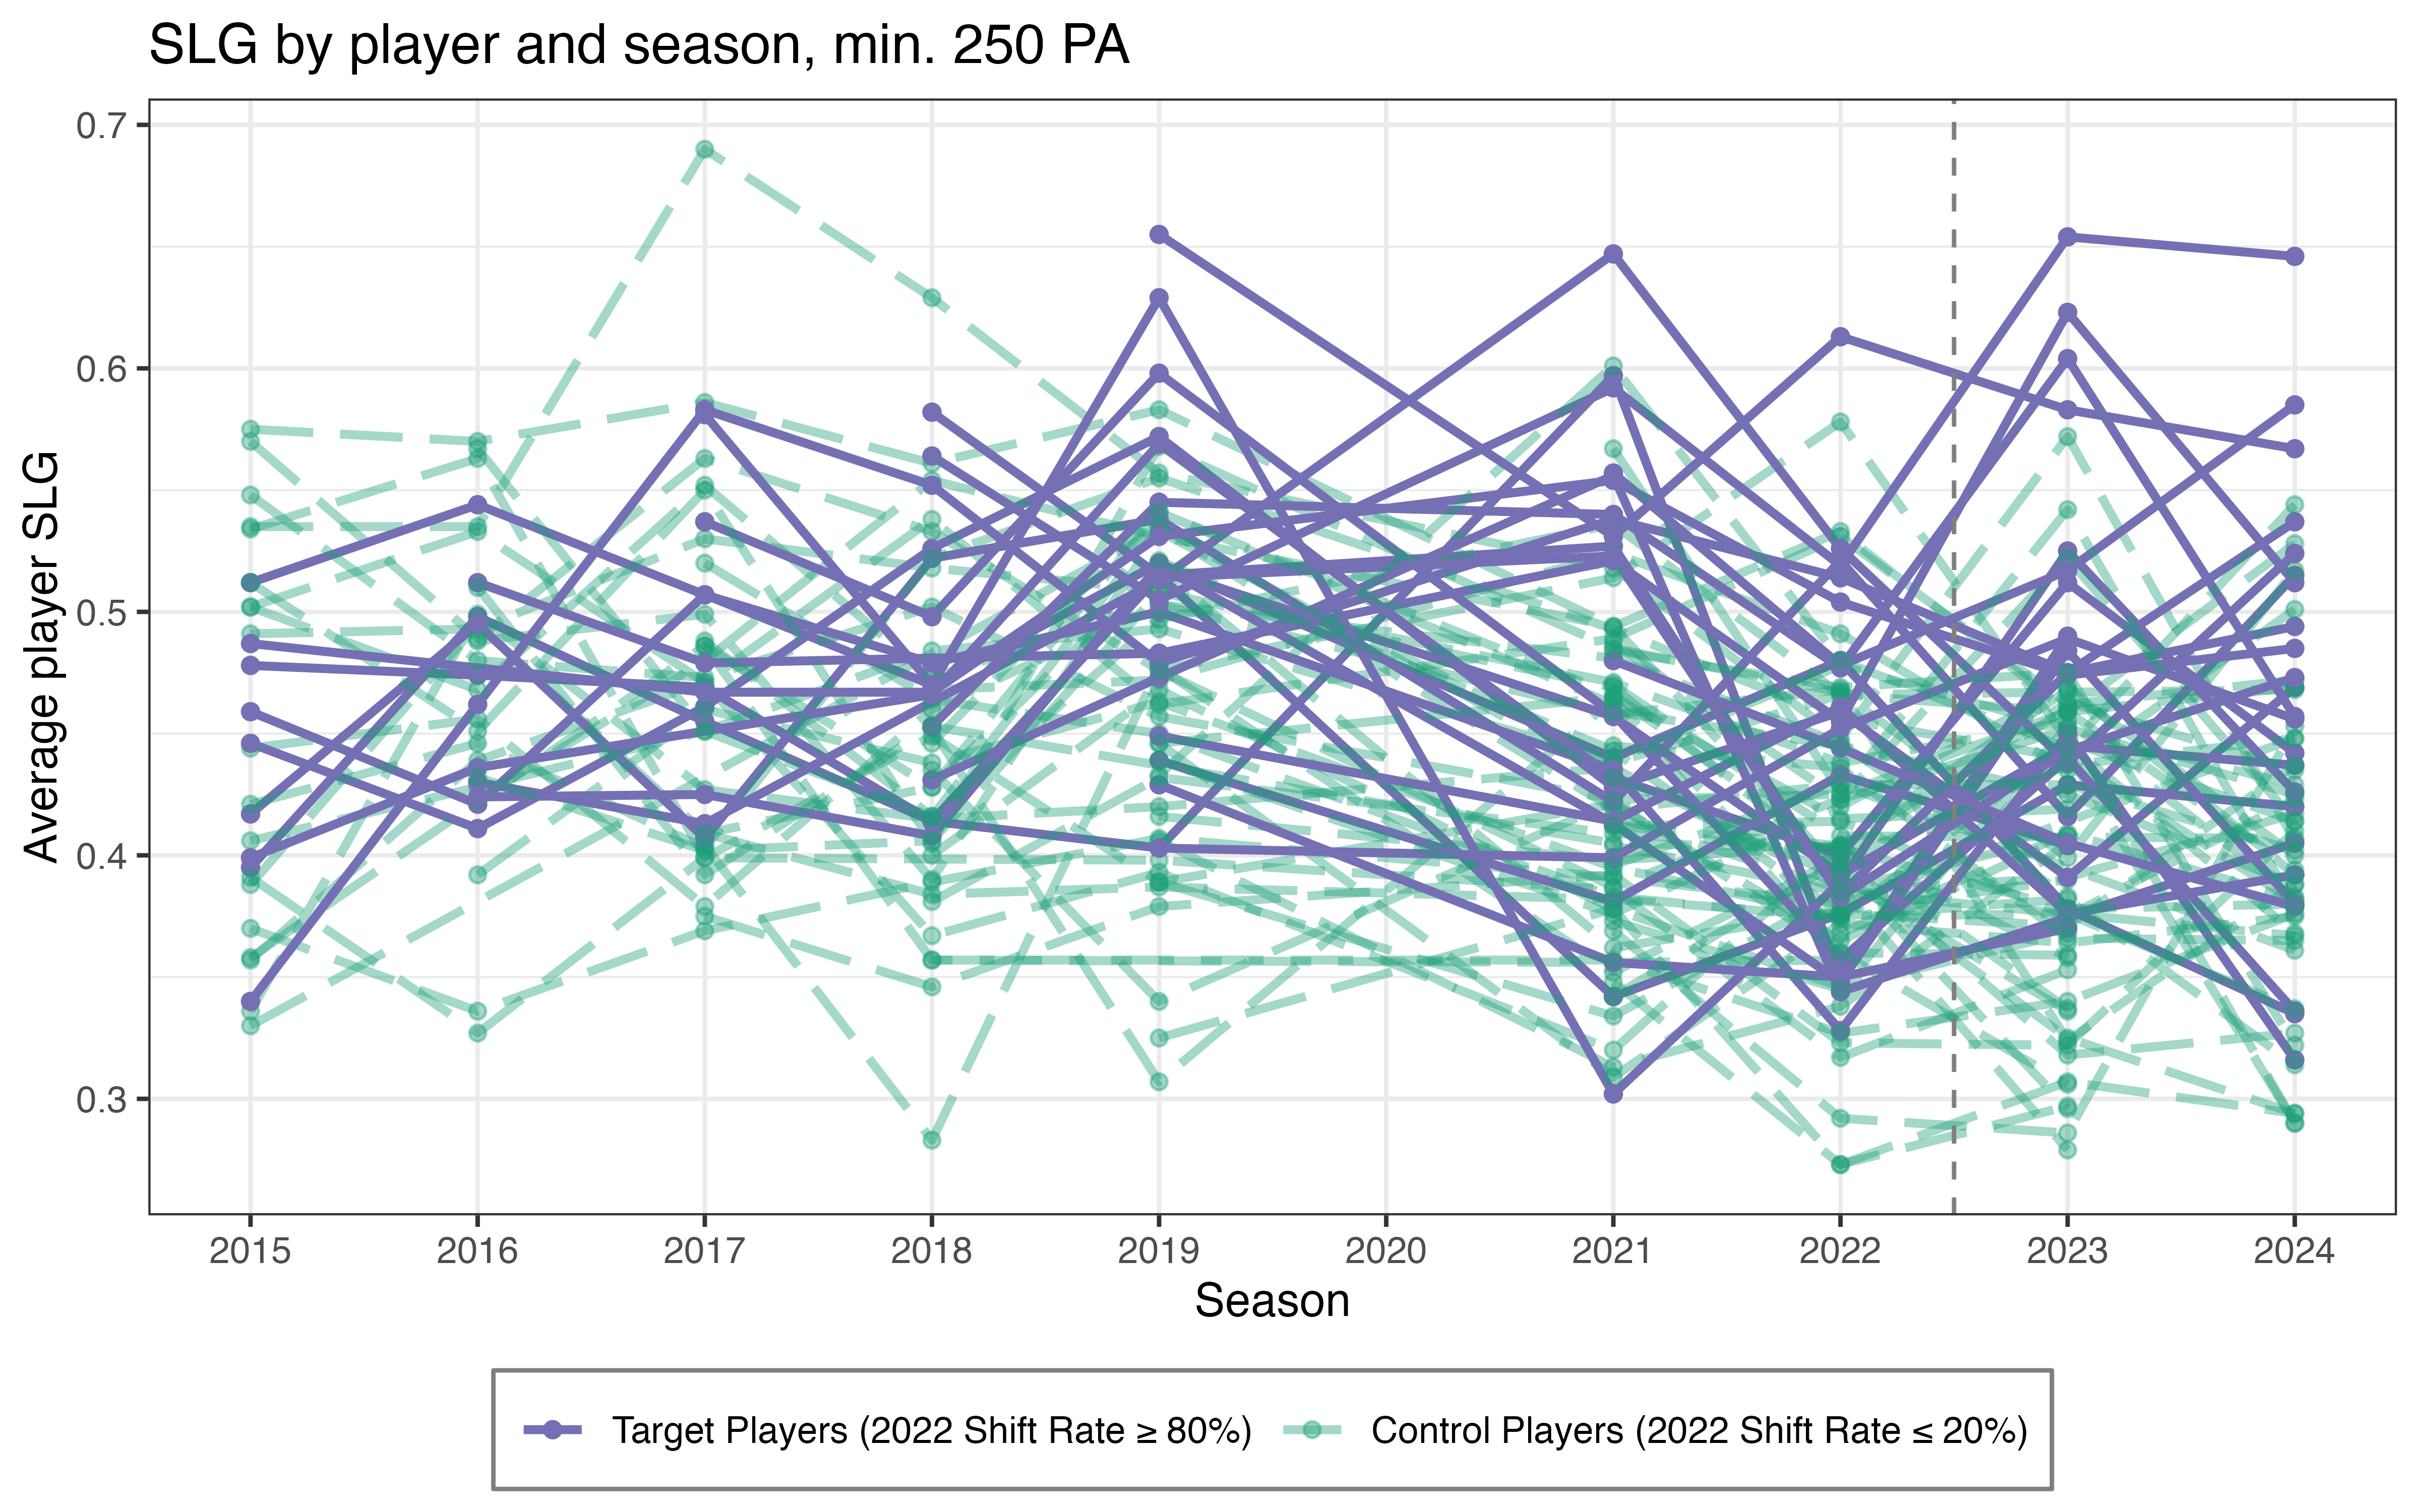 SLG by player and season, min. 250 PA
Average player SLG
0.7
0.6
0.5
0.4
0.3
2015 2016 2017 2018 2019 2020 2021 2022 2023 2024
Season
Target Players (2022 Shift Rate ≥ 80%) Control Players (2022 Shift Rate ≤ 20%)